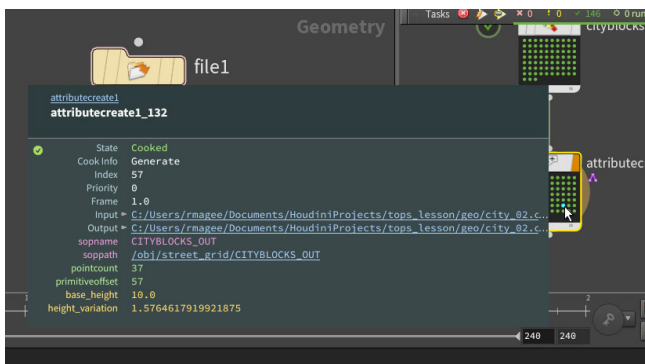 Tasks × 0 ! 0 ✓ 146 0 run
Geometry
cityblocks
file1
attributecreate1
attributecreate1_132
State Cooked
Cook Info Generate
Index 57
Priority 0
Frame 1.0
Input C:/Users/rmagee/Documents/HoudiniProjects/tops_lesson/geo/city_02.c...
Output C:/Users/rmagee/Documents/HoudiniProjects/tops_lesson/geo/city_02.c...
sopname CITYBLOCKS_OUT
soppath /obj/street_grid/CITYBLOCKS_OUT
pointcount 37
primitiveoffset 57
base_height 10.0
height_variation 1.5764617919921875
attributec
1
2
240 240